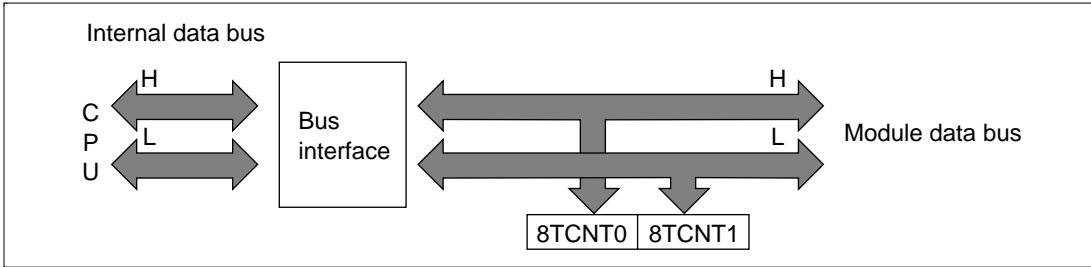 Internal data bus
H
H
C
P
U
L
L
Bus
interface
Module data bus
8TCNT0
8TCNT1